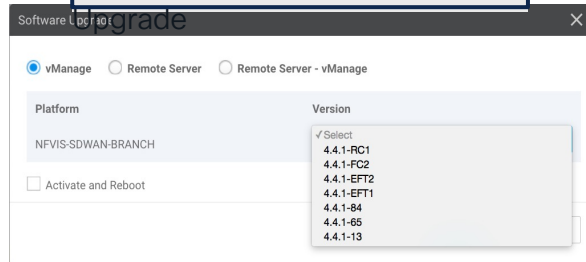 Upgrade
Software Upgrade
vManage Remote Server Remote Server - vManage
Platform Version
NFVIS-SDWAN-BRANCH
✓Select
4.4.1-RC1
4.4.1-FC2
4.4.1-EFT2
4.4.1-EFT1
4.4.1-84
4.4.1-65
4.4.1-13
Activate and Reboot